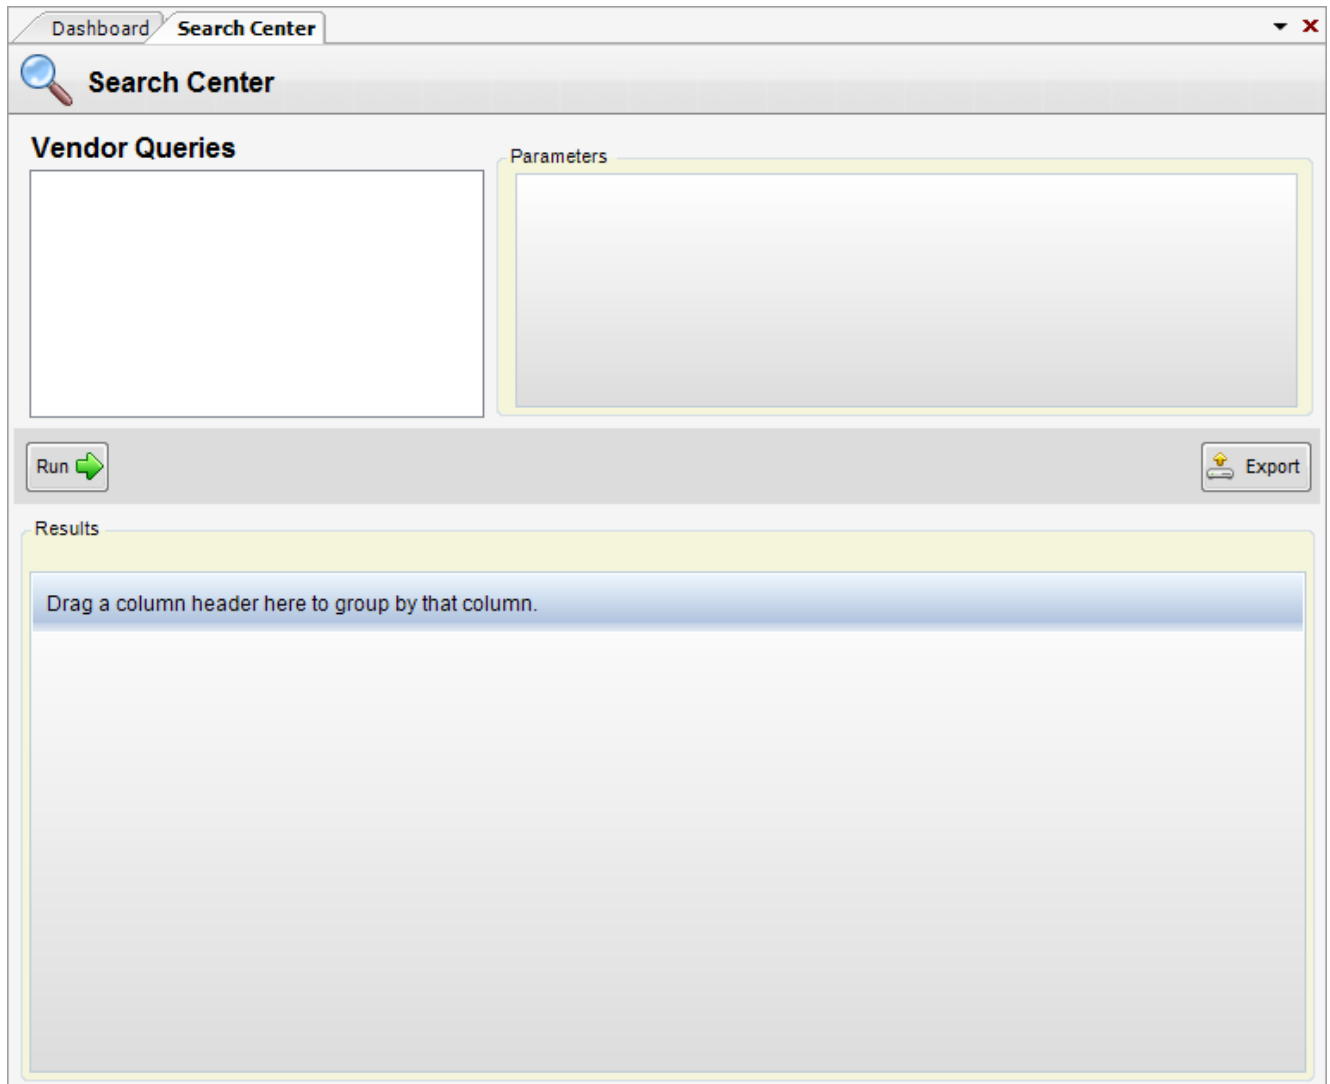 Dashboard
Search Center
Search Center
Vendor Queries
Parameters
Run
Export
Results
Drag a column header here to group by that column.